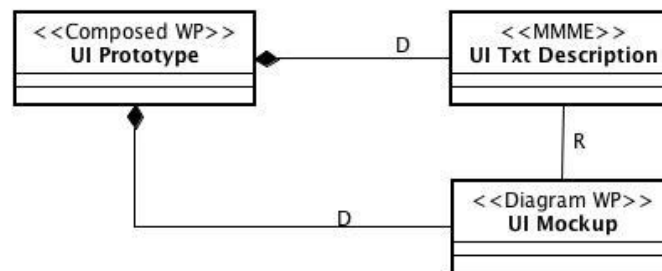 <<Composed WP>>
UI Prototype
D
<<MMME>>
UI Txt Description
R
<<Diagram WP>>
UI Mockup
D